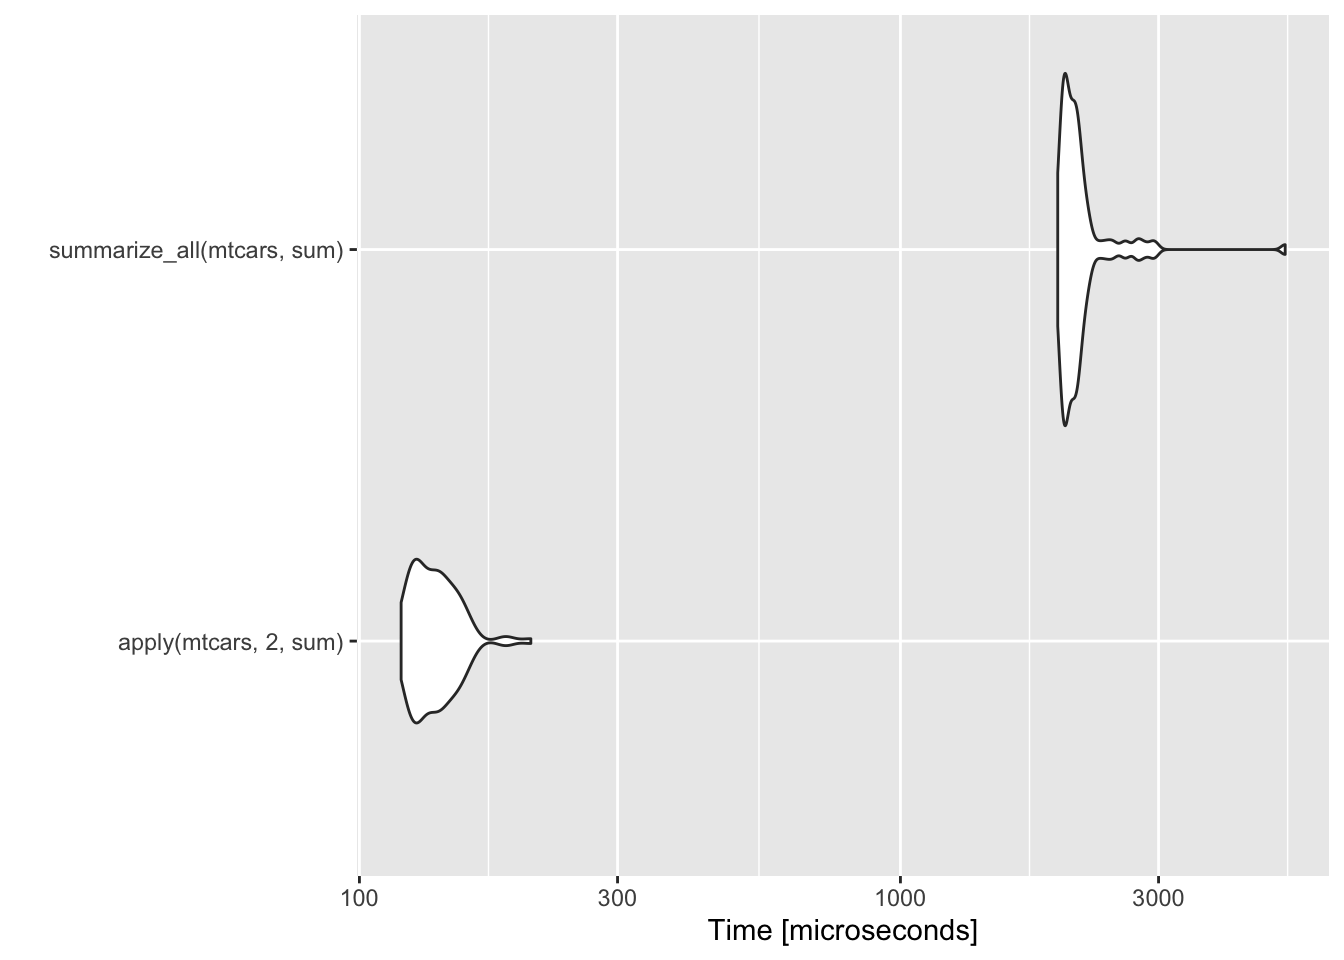 summarize_all(mtcars, sum)
apply(mtcars, 2, sum)
100 300 1000 3000
Time [microseconds]